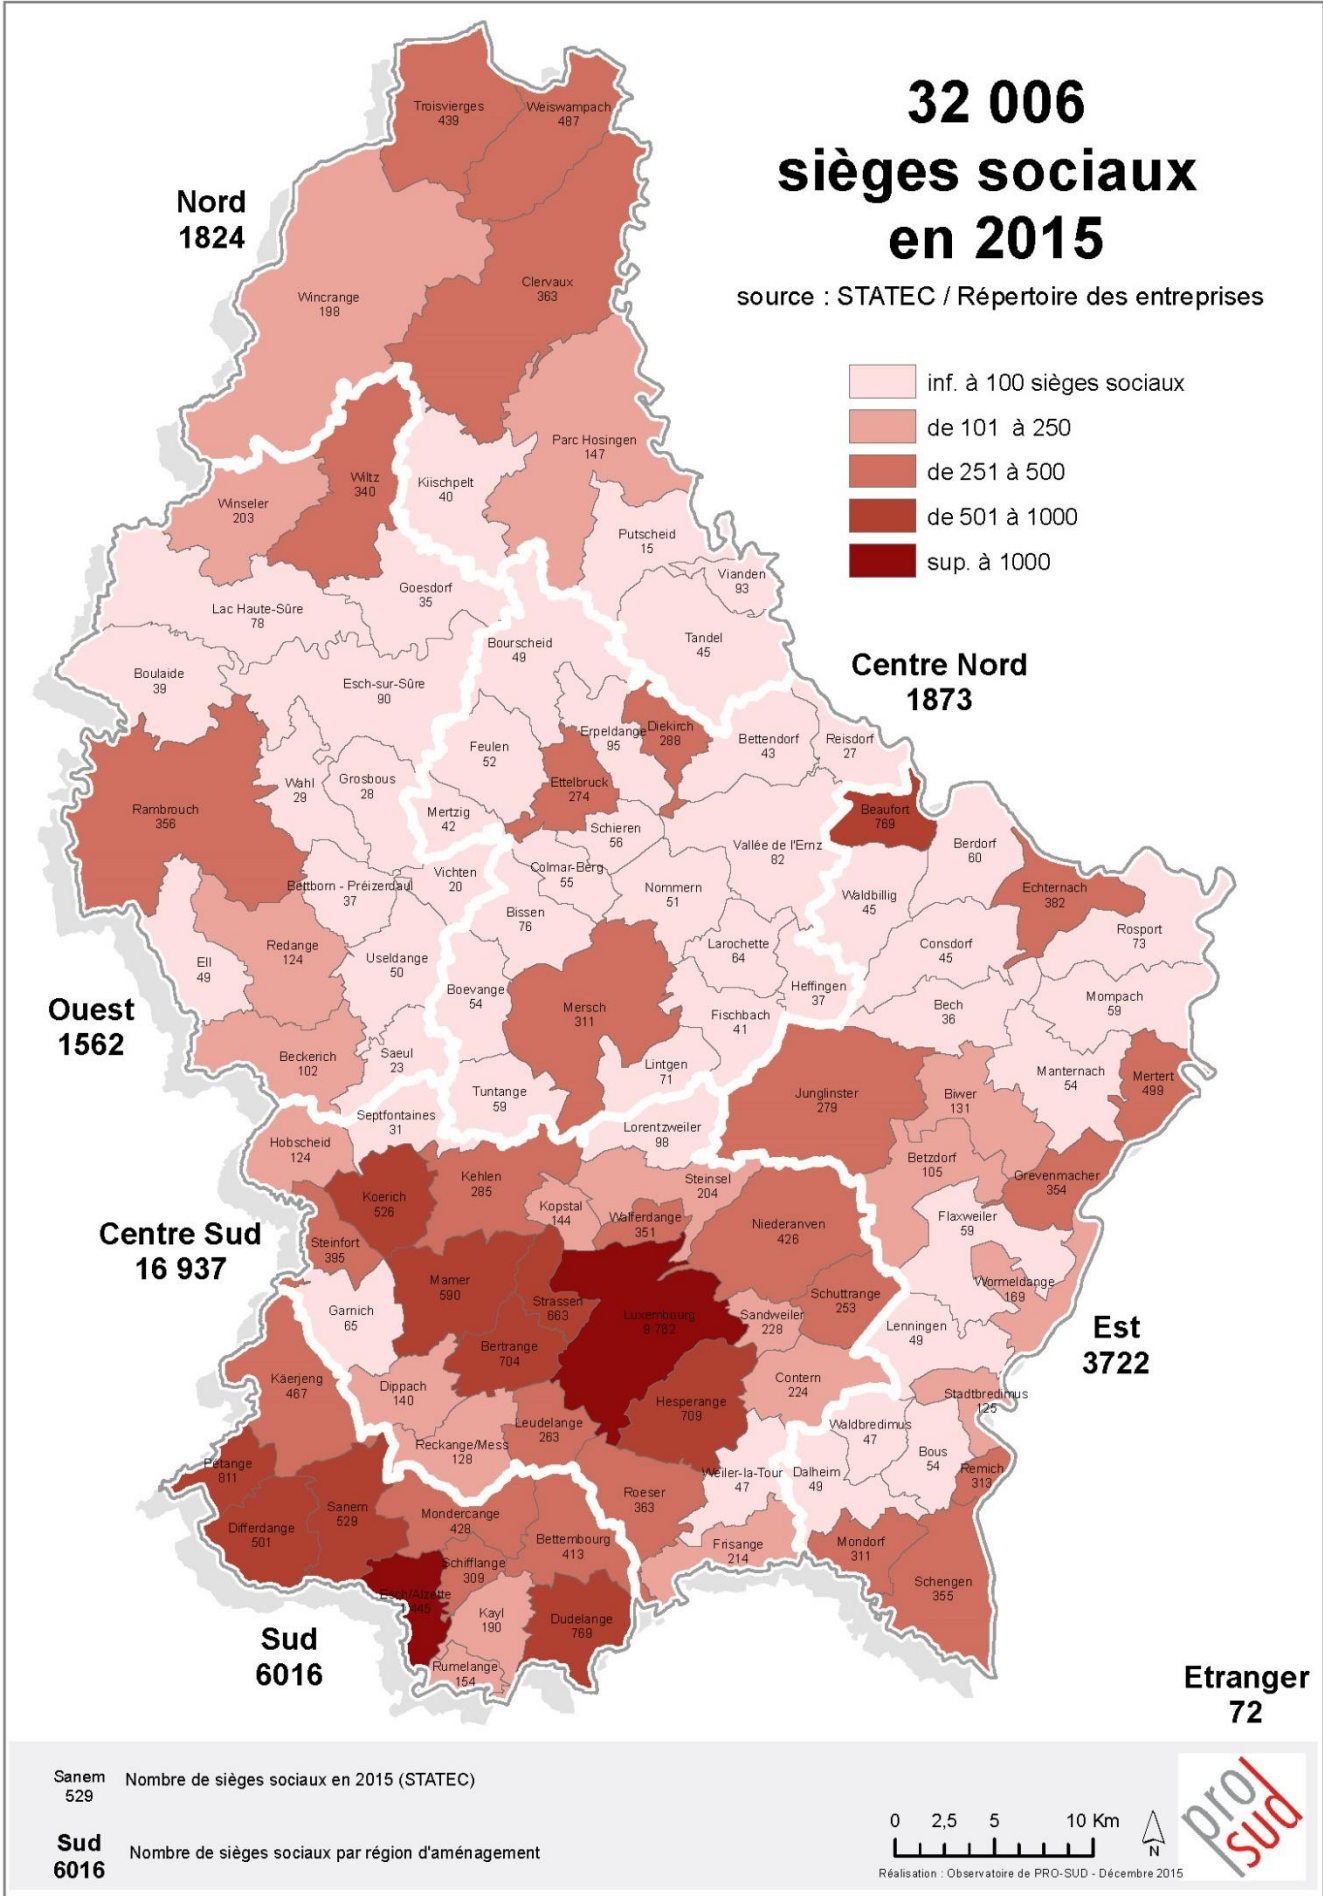 32 006
sièges sociaux
en 2015
source : STATEC / Répertoire des entreprises
inf. à 100 sièges sociaux
de 101 à 250
de 251 à 500
de 501 à 1000
sup. à 1000
Nord
1824
Troisvierges
439
Weiswampach
487
Clervaux
363
Wincrange
198
Parc Hosingen
147
Wiltz
340
Kiischpelt
40
Winseler
203
Putscheid
15
Vianden
93
Goesdorf
35
Lac Haute-Sûre
78
Tandel
45
Bourscheid
49
Centre Nord
1873
Boulaide
39
Esch-sur-Sûre
90
Erpeldange
95
Diekirch
288
Bettendorf
43
Reisdorf
27
Feulen
52
Ettelbruck
274
Wahl
29
Grosbous
28
Rambrouch
356
Mertzig
42
Schieren
56
Beaufort
769
Vallée de l'Ernz
82
Berdorf
60
Vichten
20
Colmar-Berg
55
Bettborn - Préizerdaul
37
Nommern
51
Waldbillig
45
Echternach
382
Bissen
76
Rosport
73
Redange
124
Larochette
64
Consdorf
45
Ell
49
Useldange
50
Boevange
54
Heffingen
37
Mompach
59
Ouest
1562
Mersch
311
Fischbach
41
Bech
36
Beckerich
102
Saeul
23
Lintgen
71
Manternach
54
Mertert
499
Tuntange
59
Junglinster
279
Biwer
131
Septfontaines
31
Lorentzweiler
98
Hobscheid
124
Betzdorf
105
Grevenmacher
354
Kehlen
285
Steinsel
204
Koerich
526
Kopstal
144
Walferdange
351
Niederanven
426
Flaxweiler
59
Centre Sud
16 937
Steinfort
395
Mamer
590
Strassen
663
Schuttrange
253
Wormeldange
169
Garnich
65
Luxembourg
9 762
Sandweiler
228
Lenningen
49
Est
3722
Bertrange
704
Käerjeng
467
Dippach
140
Contern
224
Stadtbredimus
125
Hesperange
709
Leudelange
263
Waldbredimus
47
Reckange/Mess
128
Bous
54
Pétange
811
Weiler-la-Tour
47
Dalheim
49
Remich
313
Roeser
363
Sanem
529
Mondercange
428
Differdange
501
Bettembourg
413
Frisange
214
Mondorf
311
Schifflange
309
Schengen
355
Esch/Alzette
Kayl
190
Dudelange
769
Sud
6016
Rumelange
154
Etranger
72
Sanem
529
Nombre de sièges sociaux en 2015 (STATEC)
Sud
6016
Nombre de sièges sociaux par région d'aménagement
0 2,5 5 10 Km
N
Réalisation : Observatoire de PRO-SUD - Décembre 2015
pro
sud